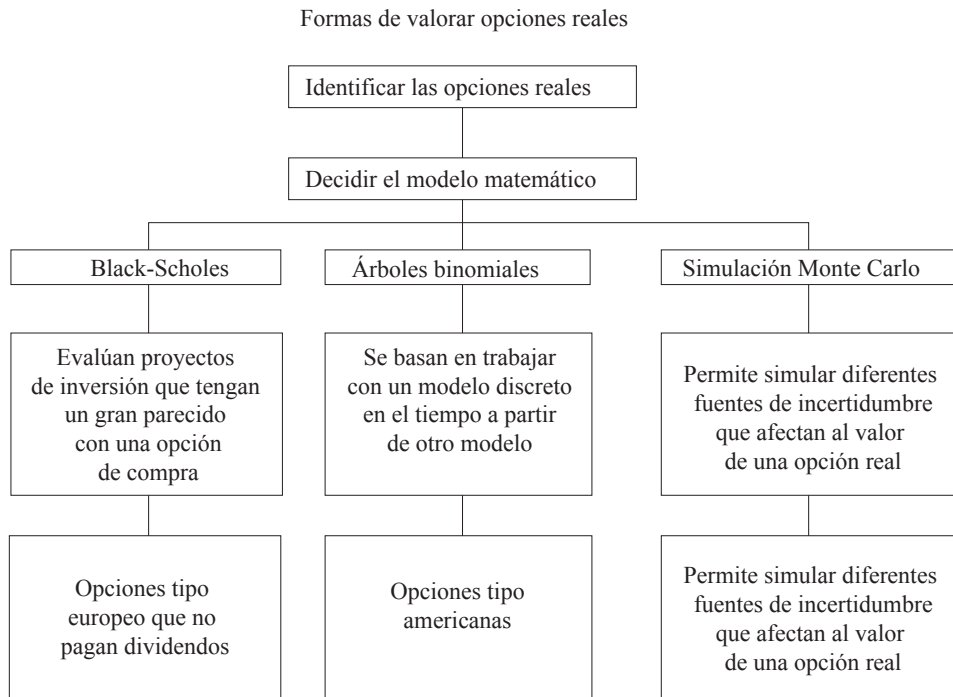 Formas de valorar opciones reales
Identificar las opciones reales
Decidir el modelo matemático
Black-Scholes
Árboles binomiales
Simulación Monte Carlo
Evalúan proyectos
de inversión que tengan
un gran parecido
con una opción
de compra
Se basan en trabajar
con un modelo discreto
en el tiempo a partir
de otro modelo
Permite simular diferentes
fuentes de incertidumbre
que afectan al valor
de una opción real
Opciones tipo
europeo que no
pagan dividendos
Opciones tipo
americanas
Permite simular diferentes
fuentes de incertidumbre
que afectan al valor
de una opción real